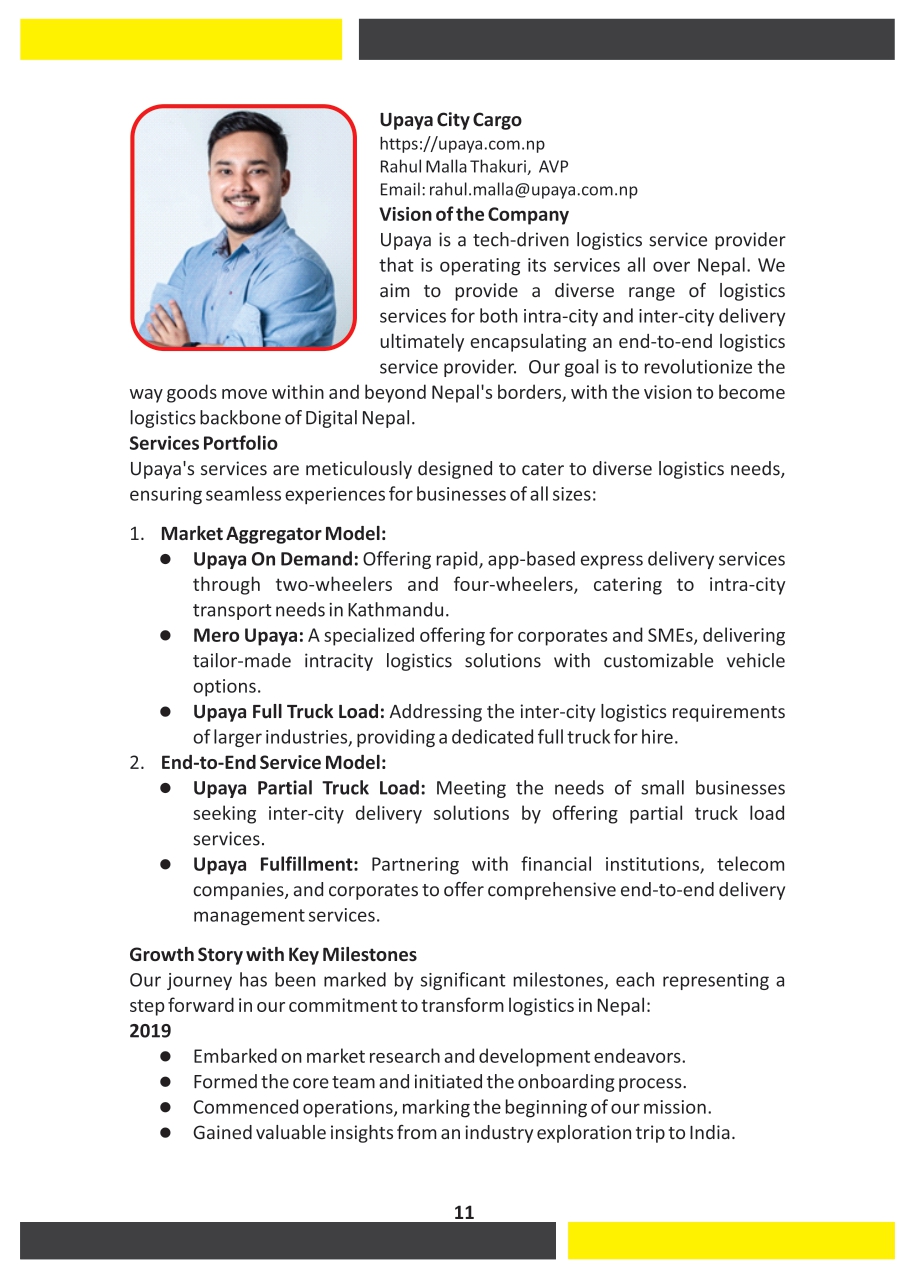 Upaya City Cargo
https://upaya.com.np
Rahul Malla Thakuri, AVP
Email: rahul.malla@upaya.com.np
Vision of the Company
Upaya is a tech-driven logistics service provider
that is operating its services all over Nepal. We
aim to provide a diverse range of logistics
services for both intra-city and inter-city delivery
ultimately encapsulating an end-to-end logistics
service provider. Our goal is to revolutionize the
way goods move within and beyond Nepal's borders, with the vision to become
logistics backbone of Digital Nepal.
Services Portfolio
Upaya's services are meticulously designed to cater to diverse logistics needs,
ensuring seamless experiences for businesses of all sizes:
1. Market Aggregator Model:
● Upaya On Demand: Offering rapid, app-based express delivery services
through two-wheelers and four-wheelers, catering to intra-city
transport needs in Kathmandu.
● Mero Upaya: A specialized offering for corporates and SMEs, delivering
tailor-made intracity logistics solutions with customizable vehicle
options.
● Upaya Full Truck Load: Addressing the inter-city logistics requirements
of larger industries, providing a dedicated full truck for hire.
2. End-to-End Service Model:
● Upaya Partial Truck Load: Meeting the needs of small businesses
seeking inter-city delivery solutions by offering partial truck load
services.
● Upaya Fulfillment: Partnering with financial institutions, telecom
companies, and corporates to offer comprehensive end-to-end delivery
management services.
Growth Story with Key Milestones
Our journey has been marked by significant milestones, each representing a
step forward in our commitment to transform logistics in Nepal:
2019
● Embarked on market research and development endeavors.
● Formed the core team and initiated the onboarding process.
● Commenced operations, marking the beginning of our mission.
● Gained valuable insights from an industry exploration trip to India.
11